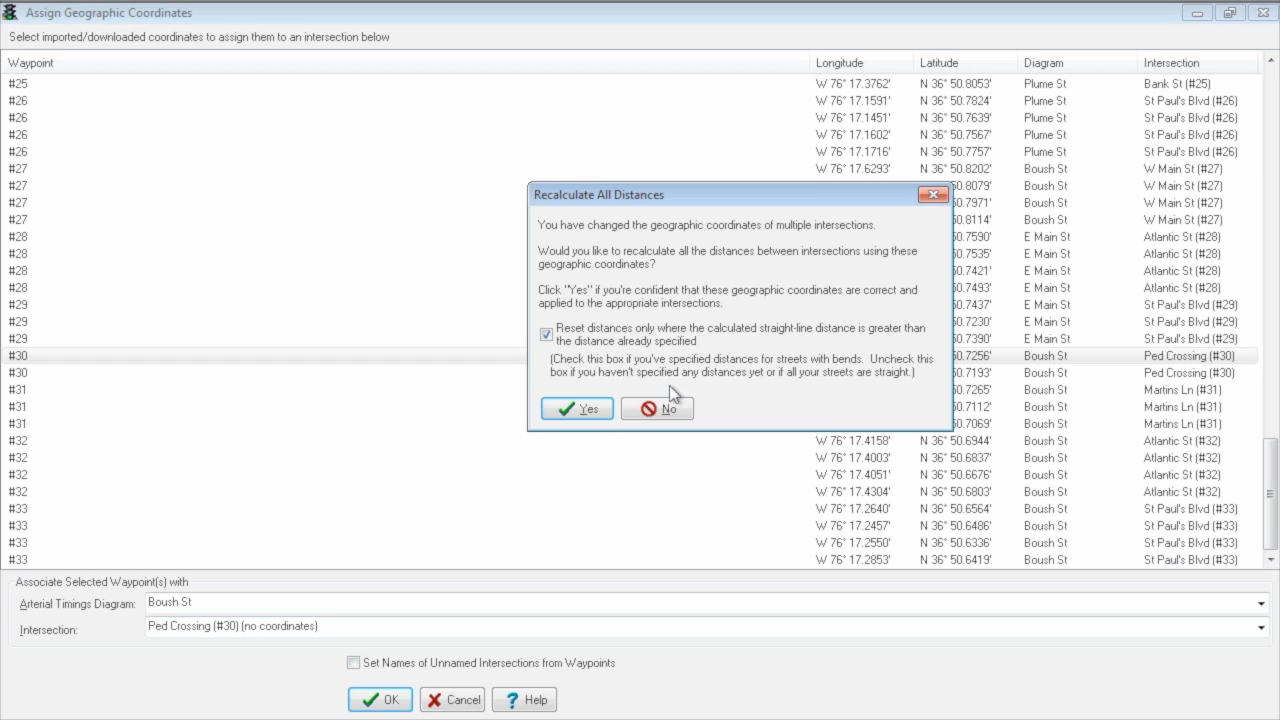 Assign Geographic Coordinates
Select imported/downloaded coordinates to assign them to an intersection below
Waypoint Longitude Latitude Diagram Intersection
#25 W 76° 17.3762' N 36° 50.8053' Plume St Bank St (#25)
#26 W 76° 17.1591' N 36° 50.7824' Plume St St Paul's Blvd (#26)
#26 W 76° 17.1451' N 36° 50.7639' Plume St St Paul's Blvd (#26)
#26 W 76° 17.1602' N 36° 50.7567' Plume St St Paul's Blvd (#26)
#26 W 76° 17.1716' N 36° 50.7757' Plume St St Paul's Blvd (#26)
#27 W 76° 17.6293' N 36° 50.8202' Boush St W Main St (#27)
#27 50.8079' Boush St W Main St (#27)
#27 50.7971' Boush St W Main St (#27)
#27 50.8114' Boush St W Main St (#27)
#28 50.7590' E Main St Atlantic St (#28)
#28 50.7535' E Main St Atlantic St (#28)
#28 50.7421' E Main St Atlantic St (#28)
#28 50.7493' E Main St Atlantic St (#28)
#29 50.7437' E Main St St Paul's Blvd (#29)
#29 50.7230' E Main St St Paul's Blvd (#29)
#29 50.7390' E Main St St Paul's Blvd (#29)
#30 50.7256' Boush St Ped Crossing (#30)
#30 50.7193' Boush St Ped Crossing (#30)
#31 50.7265' Boush St Martins Ln (#31)
#31 50.7112' Boush St Martins Ln (#31)
#31 50.7069' Boush St Martins Ln (#31)
#32 W 76° 17.4158' N 36° 50.6944' Boush St Atlantic St (#32)
#32 W 76° 17.4003' N 36° 50.6837' Boush St Atlantic St (#32)
#32 W 76° 17.4051' N 36° 50.6676' Boush St Atlantic St (#32)
#32 W 76° 17.4304' N 36° 50.6803' Boush St Atlantic St (#32)
#33 W 76° 17.2640' N 36° 50.6564' Boush St St Paul's Blvd (#33)
#33 W 76° 17.2457' N 36° 50.6486' Boush St St Paul's Blvd (#33)
#33 W 76° 17.2550' N 36° 50.6336' Boush St St Paul's Blvd (#33)
#33 W 76° 17.2853' N 36° 50.6419' Boush St St Paul's Blvd (#33)
Recalculate All Distances
You have changed the geographic coordinates of multiple intersections.
Would you like to recalculate all the distances between intersections using these
geographic coordinates?
Click "Yes" if you're confident that these geographic coordinates are correct and
applied to the appropriate intersections.
Reset distances only where the calculated straight-line distance is greater than
the distance already specified
(Check this box if you've specified distances for streets with bends. Uncheck this
box if you haven't specified any distances yet or if all your streets are straight.)
Yes No
Associate Selected Waypoint(s) with
Arterial Timings Diagram: Boush St
Intersection: Ped Crossing (#30) (no coordinates)
Set Names of Unnamed Intersections from Waypoints
OK Cancel ? Help